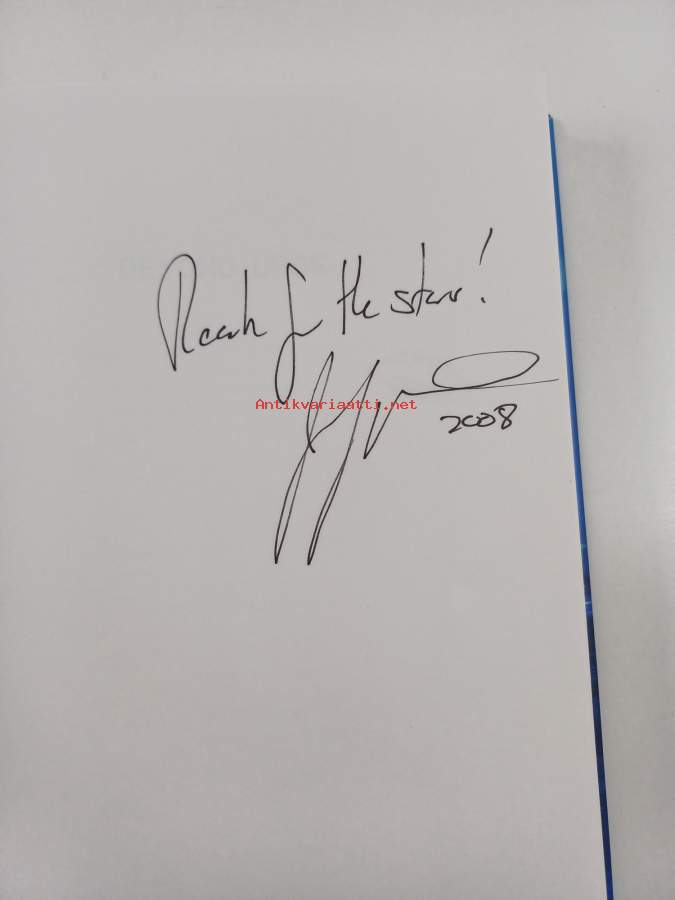 Reach for the stars!
Antikvariaatti.net
2008